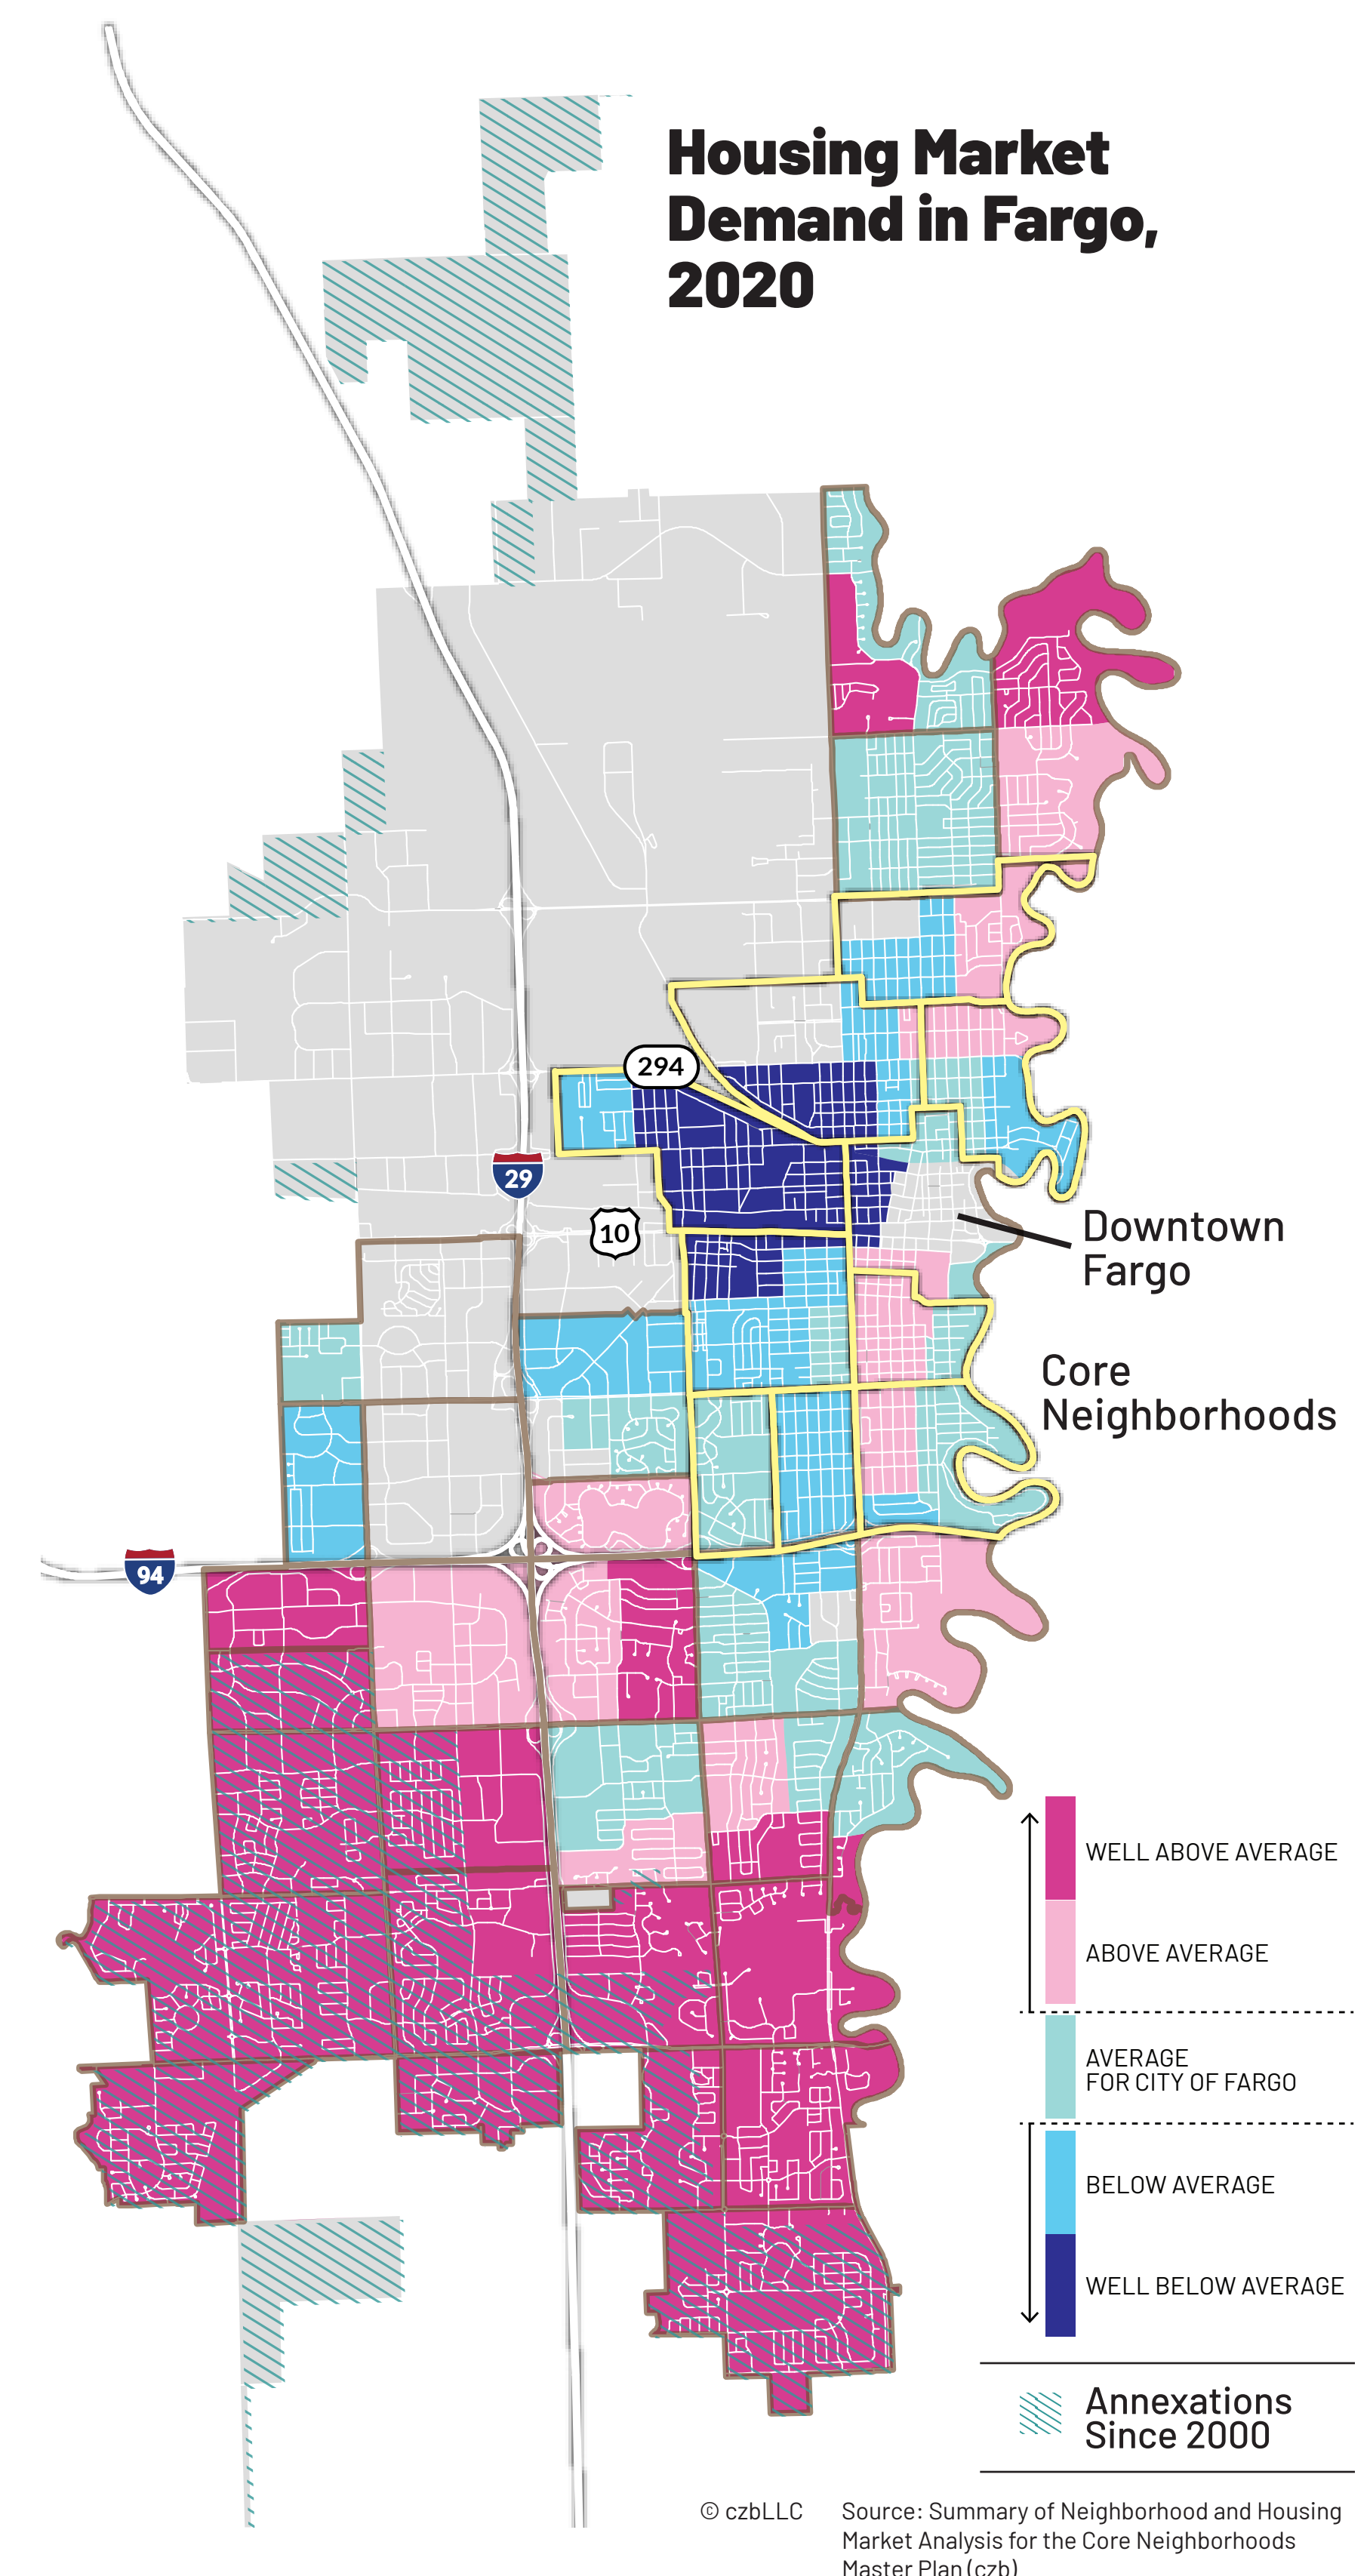 Housing Market
Demand in Fargo,
2020
294
29
10
Downtown
Fargo
Core
Neighborhoods
94
WELL ABOVE AVERAGE
ABOVE AVERAGE
AVERAGE
FOR CITY OF FARGO
BELOW AVERAGE
WELL BELOW AVERAGE
Annexations
Since 2000
© czbLLC
Source: Summary of Neighborhood and Housing
Market Analysis for the Core Neighborhoods
Master Plan (czb)